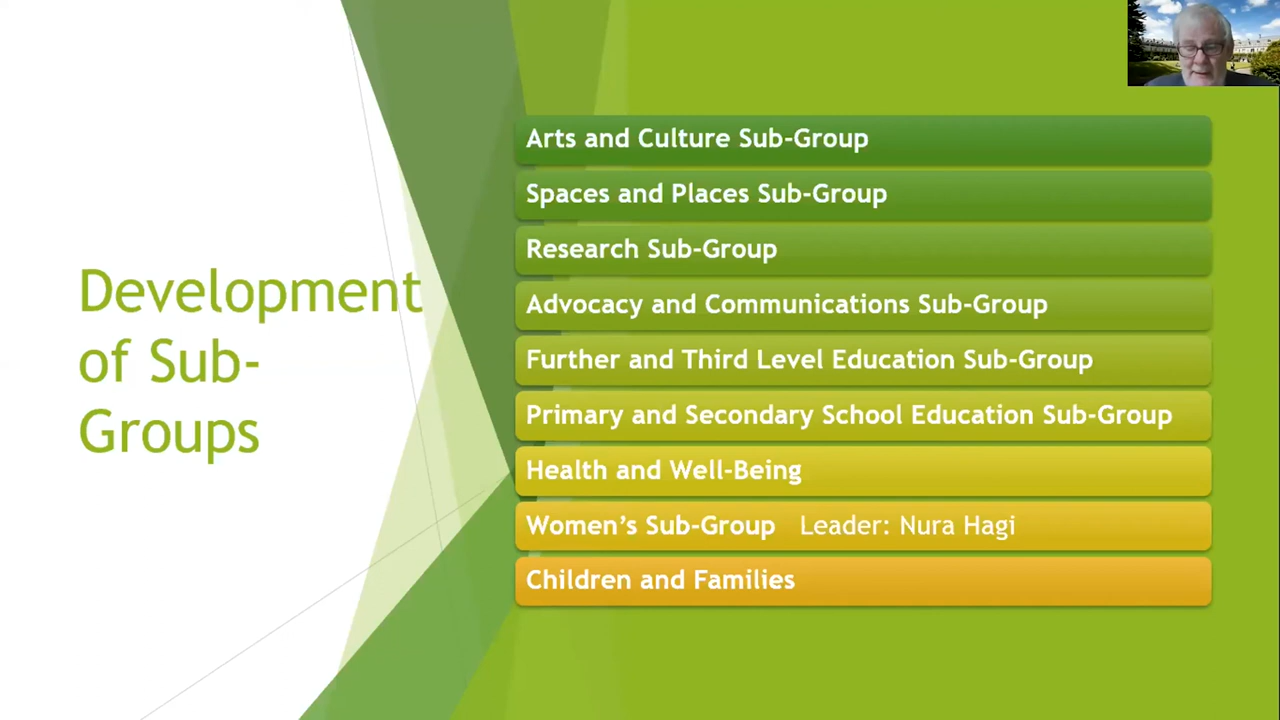 Development
of Sub-
Groups
Arts and Culture Sub-Group
Spaces and Places Sub-Group
Research Sub-Group
Advocacy and Communications Sub-Group
Further and Third Level Education Sub-Group
Primary and Secondary School Education Sub-Group
Health and Well-Being
Women’s Sub-Group Leader: Nura Hagi
Children and Families